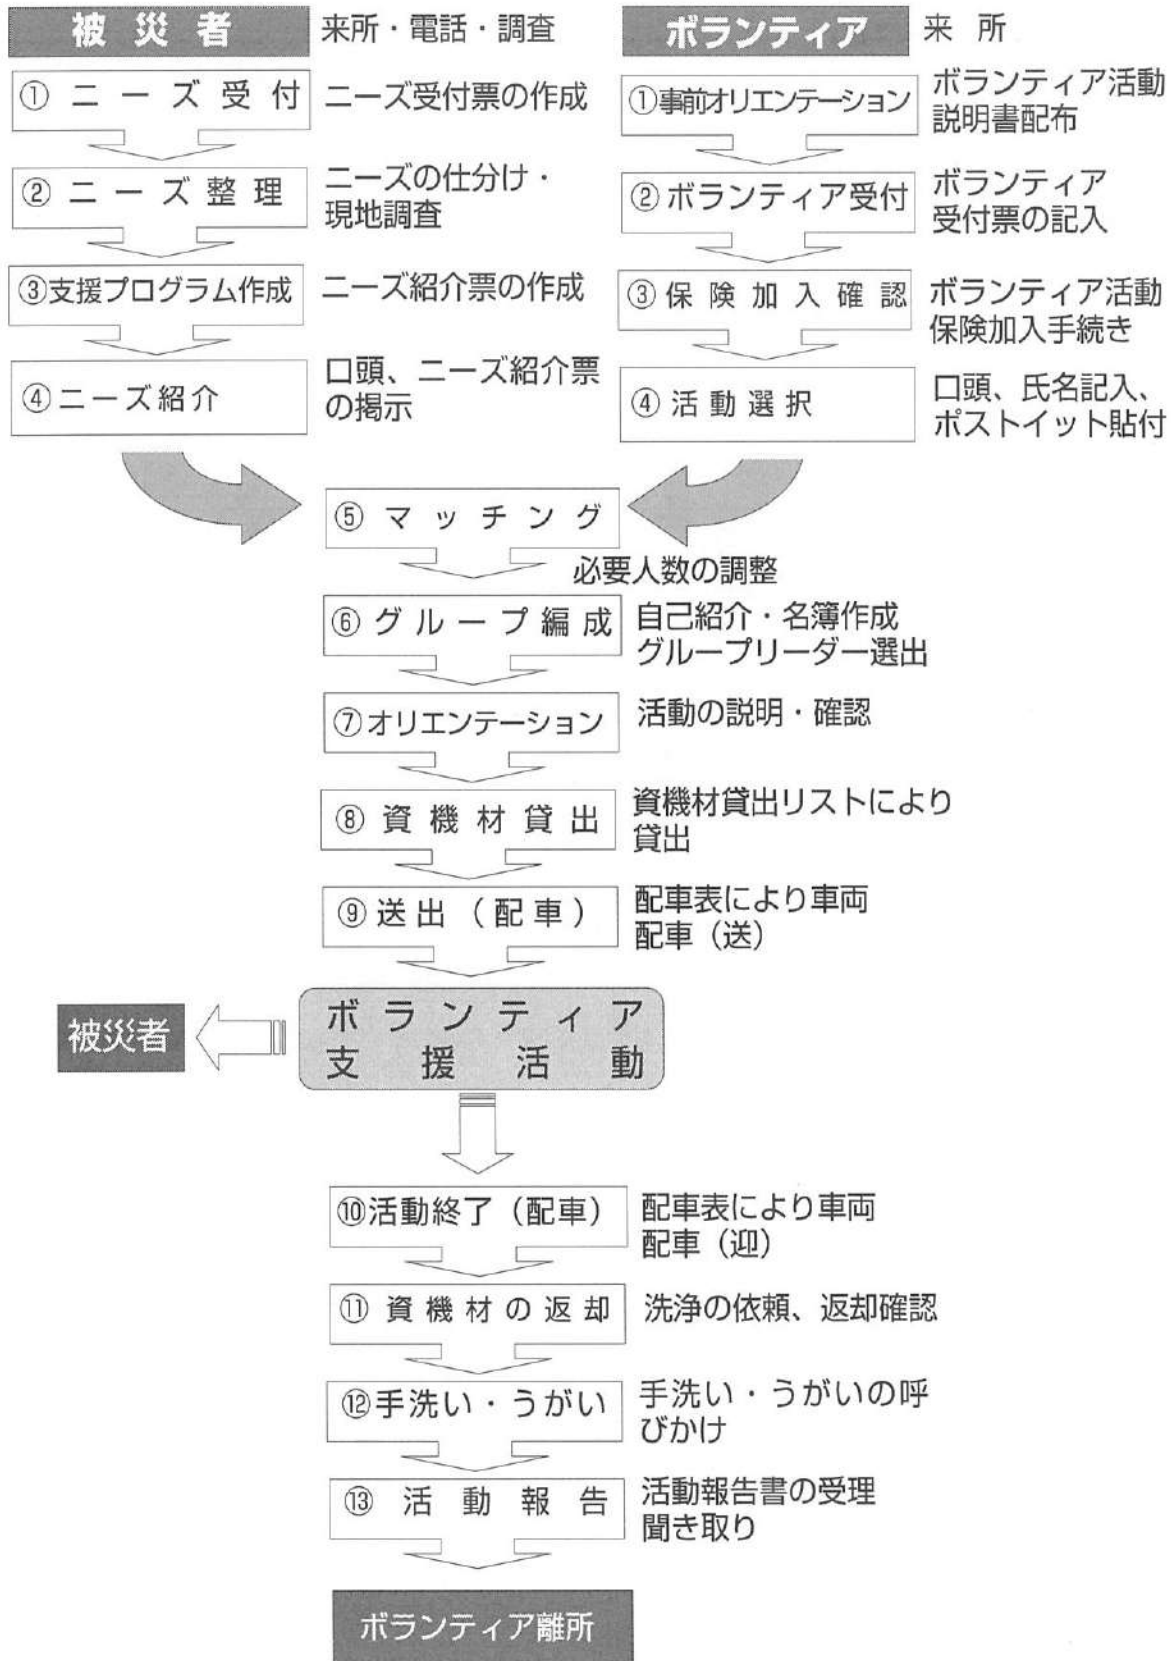 被災者
来所・電話・調査
① ニーズ受付
ニーズ受付票の作成
② ニーズ整理
ニーズの仕分け・
現地調査
③支援プログラム作成
ニーズ紹介票の作成
④ニーズ紹介
口頭、ニーズ紹介票
の掲示
ボランティア
来 所
①事前オリエンテーション
ボランティア活動
説明書配布
②ボランティア受付
ボランティア
受付票の記入
③保険加入確認
ボランティア活動
保険加入手続き
④活動選択
口頭、氏名記入、
ポストイット貼付
⑤マッチング
必要人数の調整
⑥グループ編成
自己紹介・名簿作成
グループリーダー選出
⑦オリエンテーション
活動の説明・確認
⑧資機材貸出
資機材貸出リストにより
貸出
⑨送出（配車）
配車表により車両
配車（送）
ボランティア
支援活動
被災者
⑩活動終了（配車）
配車表により車両
配車（迎）
⑪ 資機材の返却
洗浄の依頼、返却確認
⑫手洗い・うがい
手洗い・うがいの呼
びかけ
⑬ 活動報告
活動報告書の受理
聞き取り
ボランティア離所